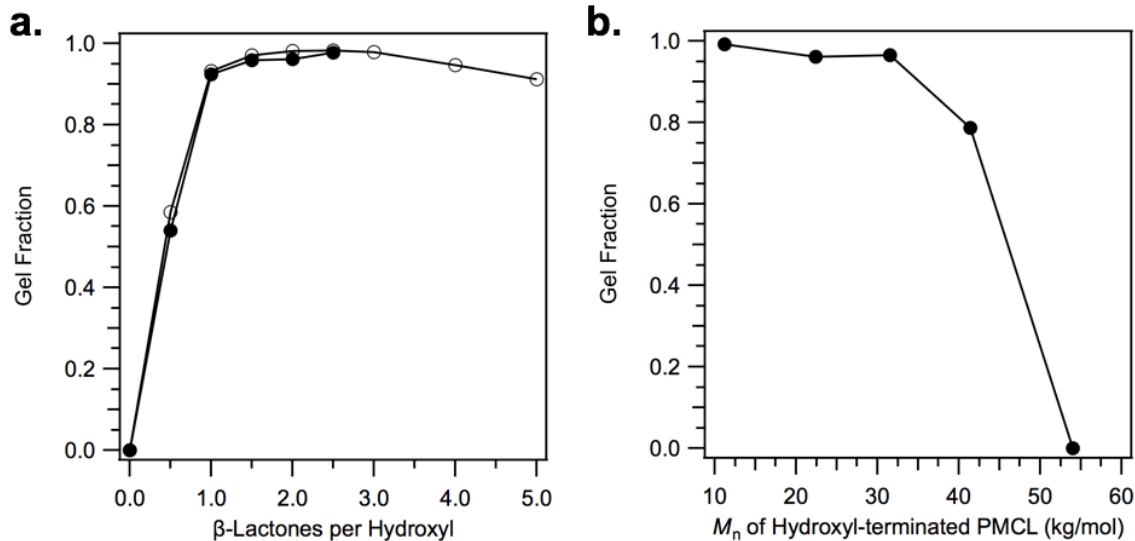 a.
1.0
0.8
0.6
0.4
0.2
0.0
Gel Fraction
0.0 1.0 2.0 3.0 4.0 5.0
β-Lactones per Hydroxyl
b.
1.0
0.8
0.6
0.4
0.2
0.0
Gel Fraction
10 20 30 40 50 60
Mn of Hydroxyl-terminated PMCL (kg/mol)